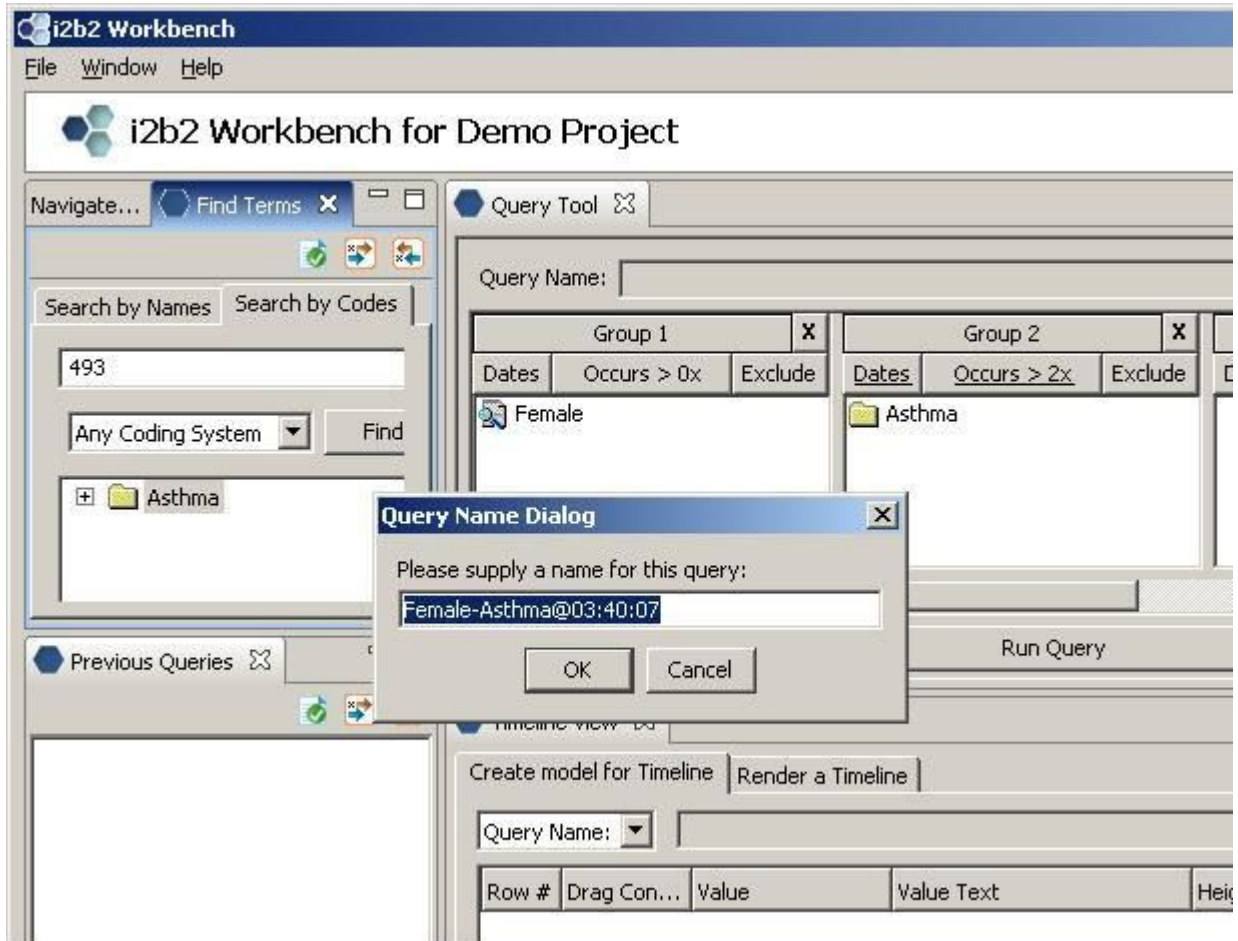 i2b2 Workbench
File Window Help
i2b2 Workbench for Demo Project
Navigate... Find Terms
Search by Names Search by Codes
493
Any Coding System Find
Asthma
Query Tool
Query Name:
Group 1 X Group 2 X
Dates Occurs > 0x Exclude Dates Occurs > 2x Exclude D
Female Asthma
Query Name Dialog
Please supply a name for this query:
Female-Asthma@03:40:07
OK Cancel
Run Query
Previous Queries
Timeline View
Create model for Timeline Render a Timeline
Query Name:
Row # Drag Con... Value Value Text Heig